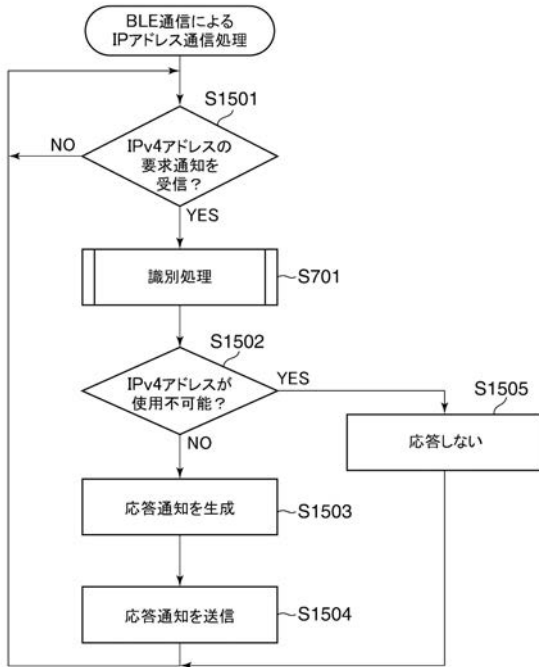 BLE通信による
IPアドレス通信処理
S1501
NO
IPv4アドレスの
要求通知を
受信？
YES
識別処理
S701
S1502
IPv4アドレスが
使用不可能？
YES
S1505
NO
応答しない
応答通知を生成
S1503
応答通知を送信
S1504